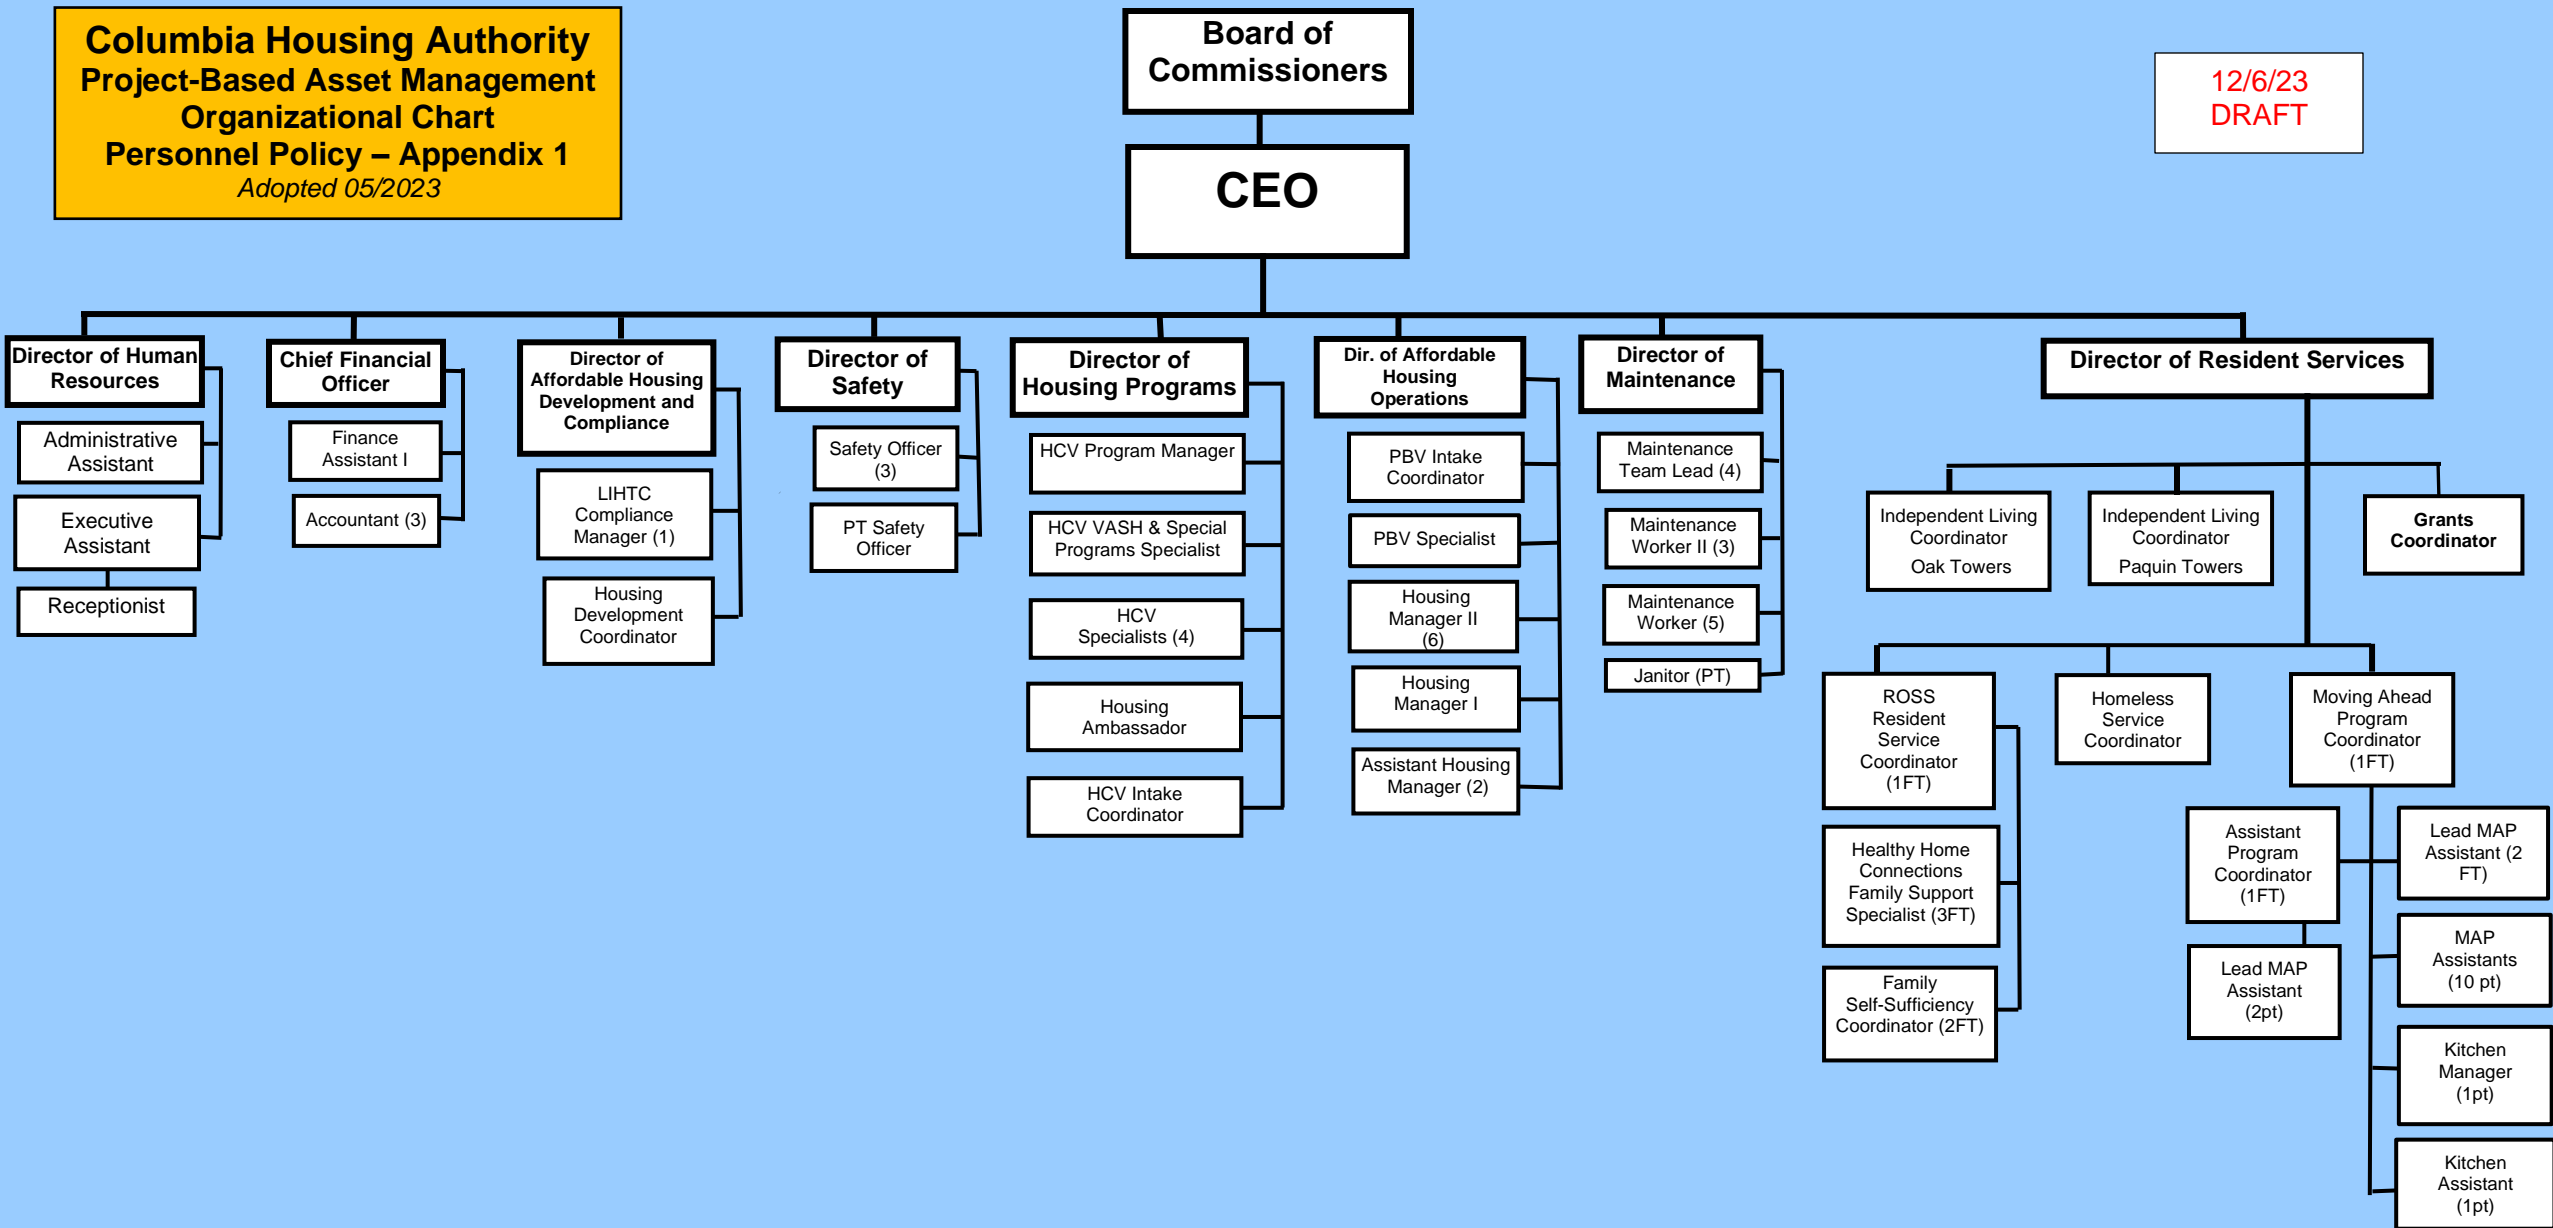 Columbia Housing Authority
Project-Based Asset Management
Organizational Chart
Personnel Policy – Appendix 1
Adopted 05/2023
Board of
Commissioners
12/6/23
DRAFT
CEO
Director of Human
Resources
Administrative
Assistant
Executive
Assistant
Receptionist
Chief Financial
Officer
Finance
Assistant I
Accountant (3)
Director of
Affordable Housing
Development and
Compliance
LIHTC
Compliance
Manager (1)
Housing
Development
Coordinator
Director of
Safety
Safety Officer
(3)
PT Safety
Officer
Director of
Housing Programs
HCV Program Manager
HCV VASH & Special
Programs Specialist
HCV
Specialists (4)
Housing
Ambassador
HCV Intake
Coordinator
Dir. of Affordable
Housing
Operations
PBV Intake
Coordinator
PBV Specialist
Housing
Manager II
(6)
Housing
Manager I
Assistant Housing
Manager (2)
Director of
Maintenance
Maintenance
Team Lead (4)
Maintenance
Worker II (3)
Maintenance
Worker (5)
Janitor (PT)
Director of Resident Services
Independent Living
Coordinator
Oak Towers
Independent Living
Coordinator
Paquin Towers
Grants
Coordinator
ROSS
Resident
Service
Coordinator
(1FT)
Healthy Home
Connections
Family Support
Specialist (3FT)
Family
Self-Sufficiency
Coordinator (2FT)
Homeless
Service
Coordinator
Moving Ahead
Program
Coordinator
(1FT)
Assistant
Program
Coordinator
(1FT)
Lead MAP
Assistant
(2pt)
Lead MAP
Assistant (2
FT)
MAP
Assistants
(10 pt)
Kitchen
Manager
(1pt)
Kitchen
Assistant
(1pt)